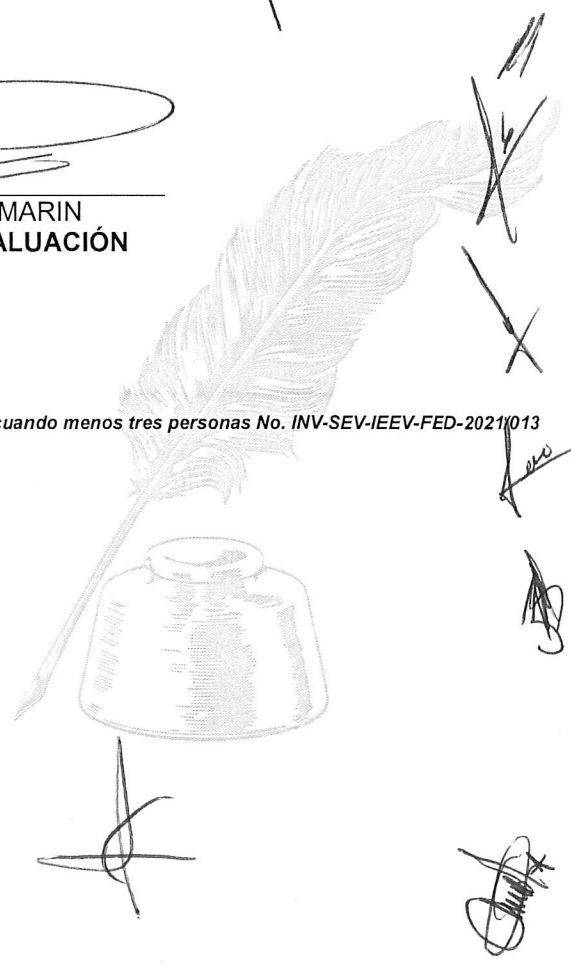 MARIN
ALUACIÓN
cuando menos tres personas No. INV-SEV-IEEV-FED-2021/013